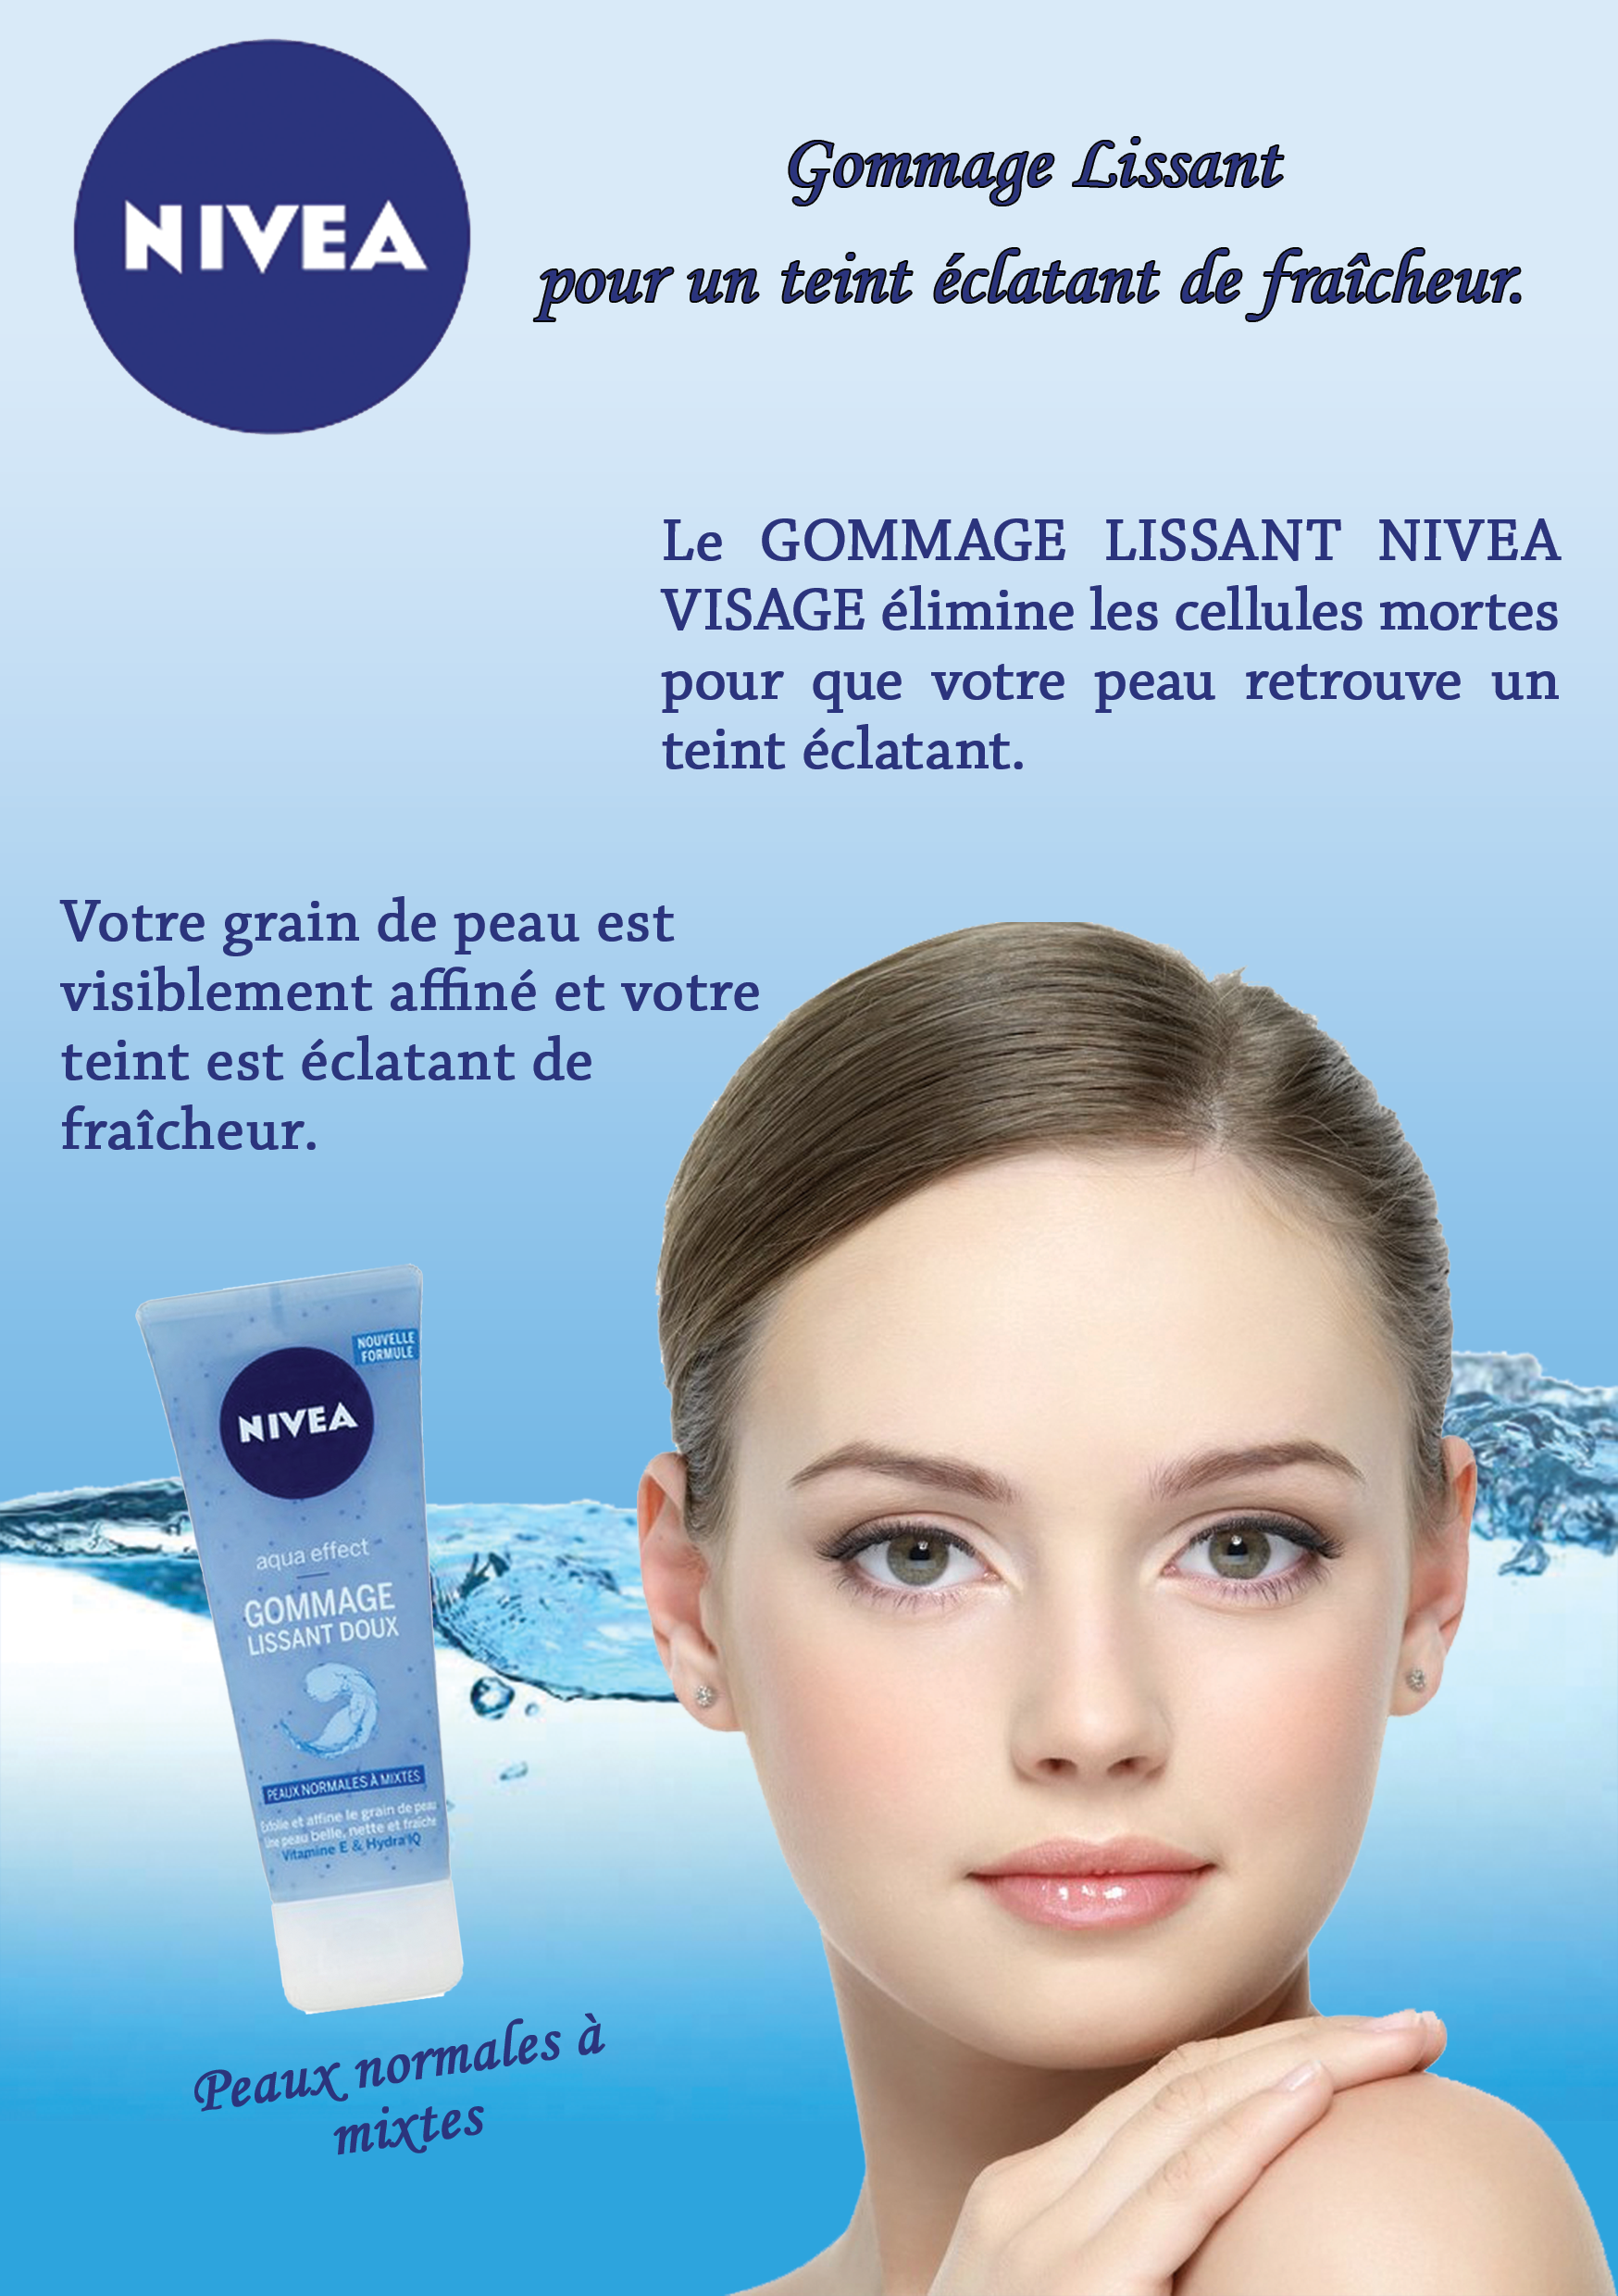 NIVEA
Gommage Lissant
pour un teint éclatant de fraîcheur.
Le GOMMAGE LISSANT NIVEA
VISAGE élimine les cellules mortes
pour que votre peau retrouve un
teint éclatant.
Votre grain de peau est
visiblement affiné et votre
teint est éclatant de
fraîcheur.
NOUVELLE
FORMULE
NIVEA
aqua effect
GOMMAGE
LISSANT DOUX
PEAUX NORMALES À MIXTES
Exfolie et affine le grain de peau
Une peau belle, nette et fraîche
Vitamine E & Hydra IQ
Peaux normales à
mixtes